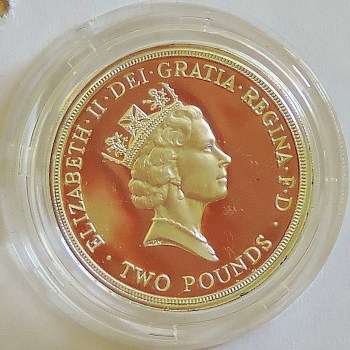 · ELIZABETH · II · DEI · GRATIA · REGINA · F · D ·
TWO POUNDS